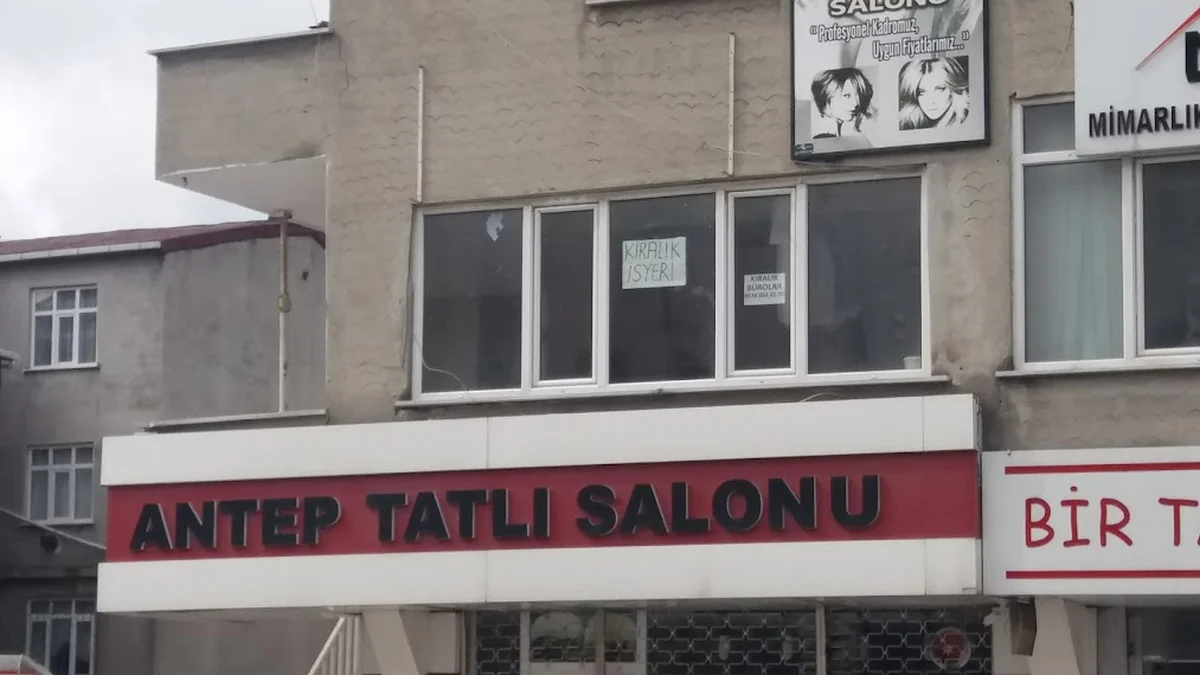 SALONU
“Profesyonel Kadromuz,
Uygun Fiyatlarımız...”
MİMARLIK
KİRALIK
İŞYERİ
KİRALIK
BÜROLAR
ANTEP TATLI SALONU
BİR